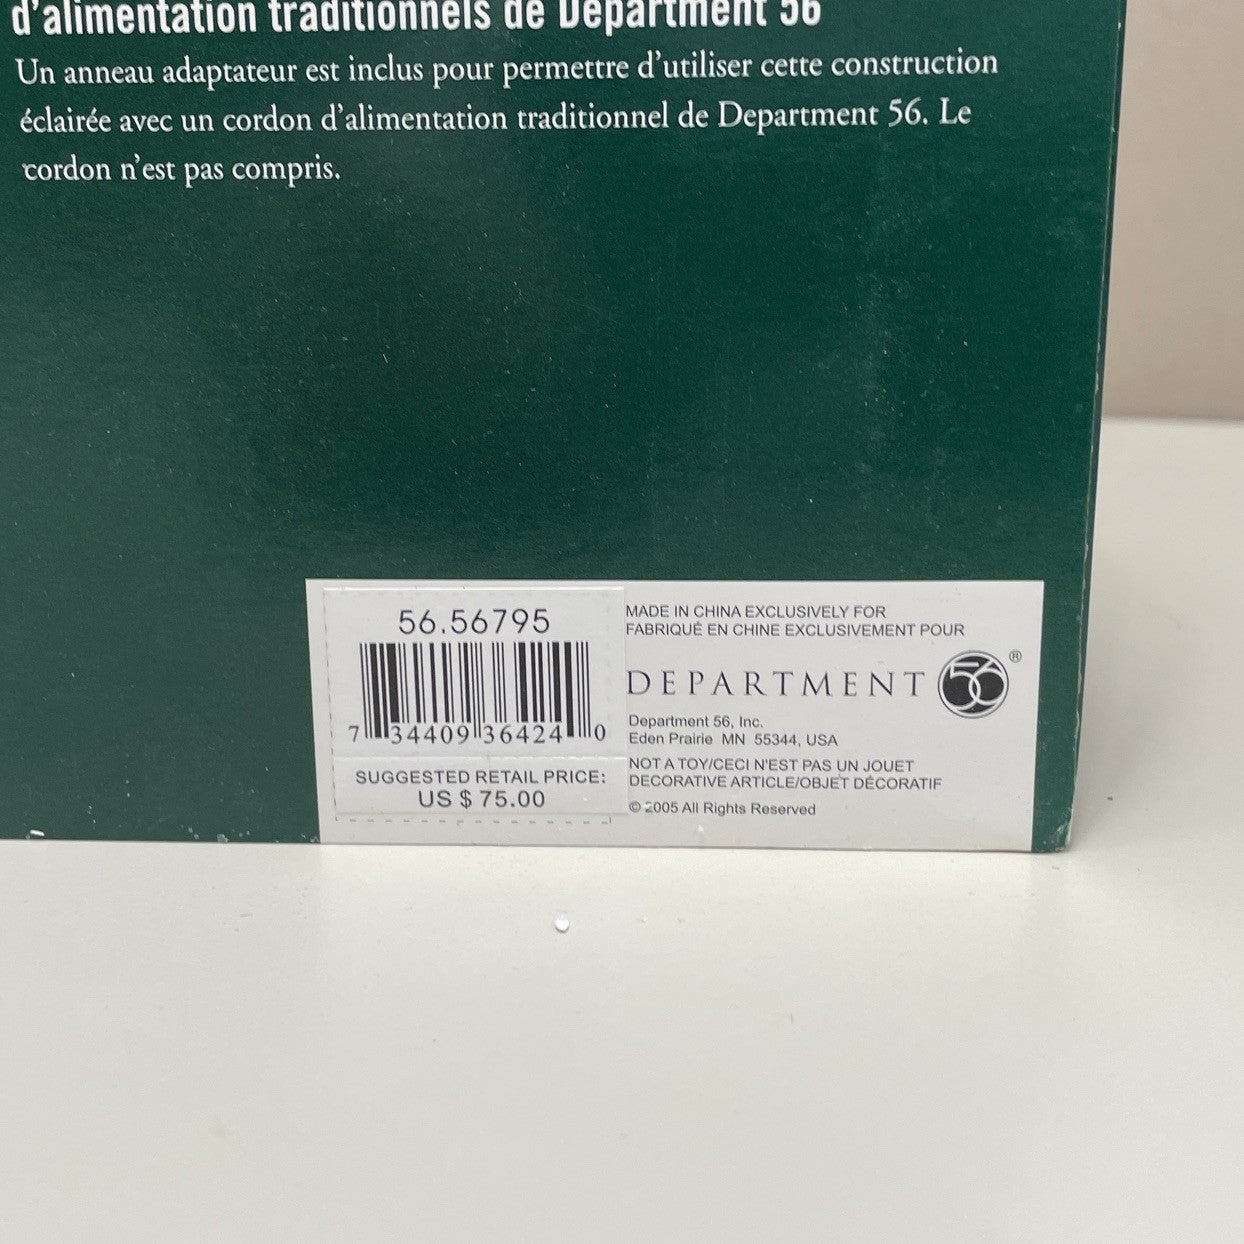 d'alimentation traditionnels de Department 56
Un anneau adaptateur est inclus pour permettre d'utiliser cette construction
éclairée avec un cordon d'alimentation traditionnel de Department 56. Le
cordon n'est pas compris.
56.56795
7 34409 36424 0
SUGGESTED RETAIL PRICE:
US $ 75.00
MADE IN CHINA EXCLUSIVELY FOR
FABRIQUÉ EN CHINE EXCLUSIVEMENT POUR
DEPARTMENT 56 ®
Department 56, Inc.
Eden Prairie MN 55344, USA
NOT A TOY/CECI N'EST PAS UN JOUET
DECORATIVE ARTICLE/OBJET DÉCORATIF
© 2005 All Rights Reserved